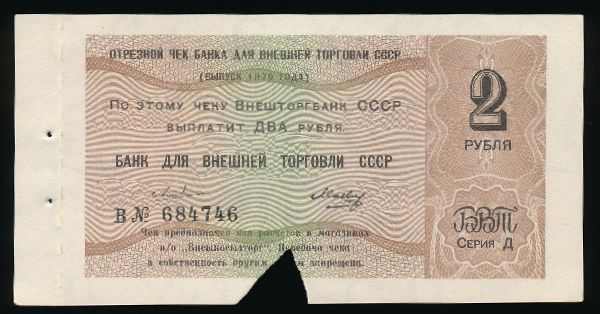 ОТРЕЗНОЙ ЧЕК БАНКА ДЛЯ ВНЕШНЕЙ ТОРГОВЛИ СССР
(ВЫПУСК 1979 ГОДА)
ПО ЭТОМУ ЧЕКУ ВНЕШТОРГБАНК СССР
ВЫПЛАТИТ ДВА РУБЛЯ.
БАНК ДЛЯ ВНЕШНЕЙ ТОРГОВЛИ СССР
В № 684746
Чек предназначен для расчетов в магазинах
в/о „Внешпосылторг". Передача чека
в собственность другим запрещена.
2
РУБЛЯ
БВТ
СЕРИЯ Д